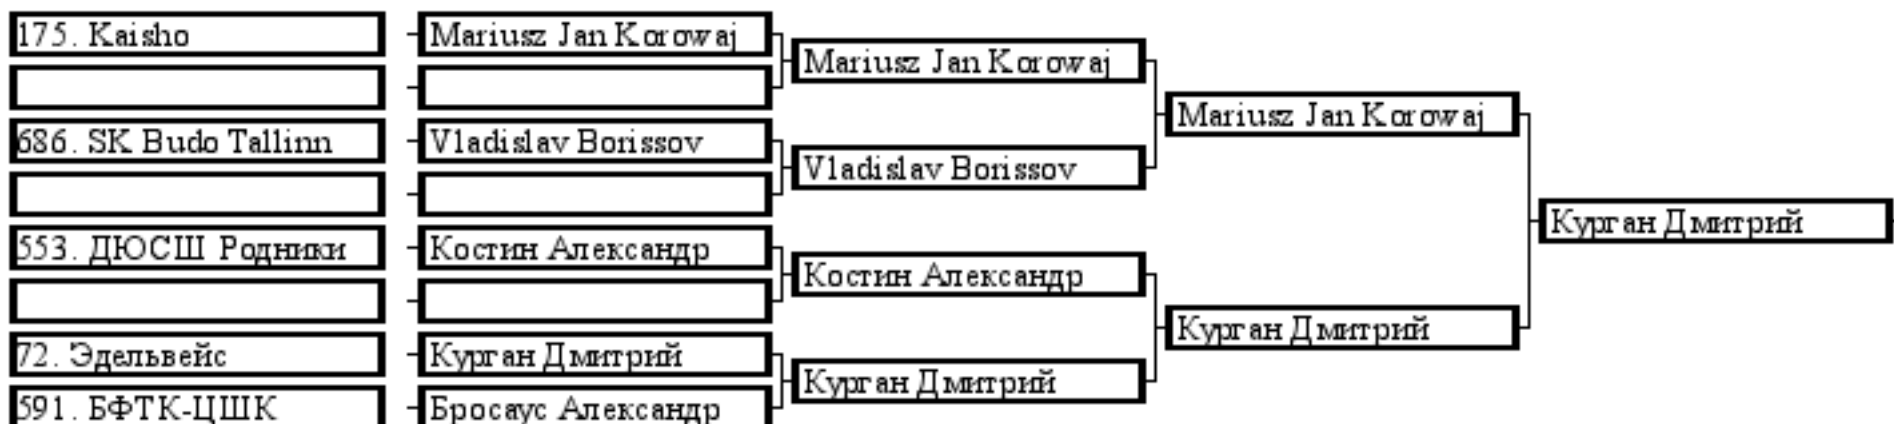 175. Kaisho
Mariusz Jan Korowaj
Mariusz Jan Korowaj
Mariusz Jan Korowaj
686. SK Budo Tallinn
Vladislav Borissov
Vladislav Borissov
Курган Дмитрий
553. ДЮСШ Родники
Костин Александр
Костин Александр
Курган Дмитрий
72. Эдельвейс
Курган Дмитрий
Курган Дмитрий
591. БФТК-ЦШК
Бросаус Александр